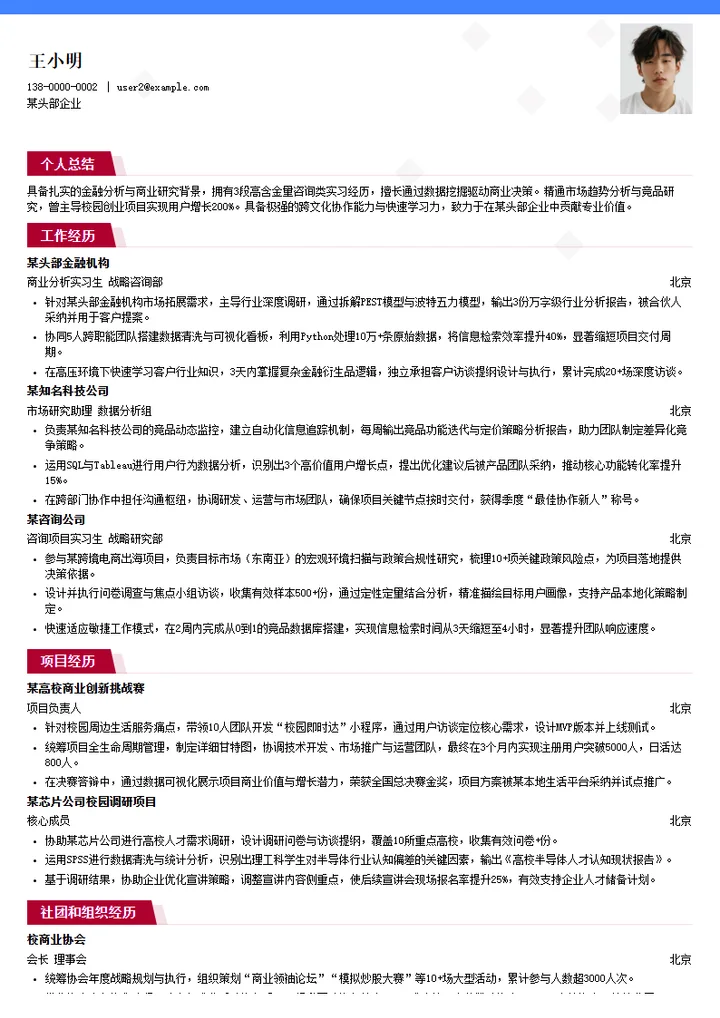 王小明
138-0000-0002 | user2@example.com
某头部企业
个人总结
具备扎实的金融分析与商业研究背景，拥有3段高含金量咨询类实习经历，擅长通过数据挖掘驱动商业决策。精通市场趋势分析与竞品研
究，曾主导校园创业项目实现用户增长200%。具备极强的跨文化协作能力与快速学习力，致力于在某头部企业中贡献专业价值。
工作经历
某头部金融机构
商业分析实习生 战略咨询部 北京
• 针对某头部金融机构市场拓展需求，主导行业深度调研，通过拆解PEST模型与波特五力模型，输出3份万字级行业分析报告，被合伙人
采纳并用于客户提案。
• 协同5人跨职能团队搭建数据清洗与可视化看板，利用Python处理10万+条原始数据，将信息检索效率提升40%，显著缩短项目交付周
期。
• 在高压环境下快速学习客户行业知识，3天内掌握复杂金融衍生品逻辑，独立承担客户访谈提纲设计与执行，累计完成20+场深度访谈。
某知名科技公司
市场研究助理 数据分析组 北京
• 负责某知名科技公司的竞品动态监控，建立自动化信息追踪机制，每周输出竞品功能迭代与定价策略分析报告，助力团队制定差异化竞
争策略。
• 运用SQL与Tableau进行用户行为数据分析，识别出3个高价值用户增长点，提出优化建议后被产品团队采纳，推动核心功能转化率提升
15%。
• 在跨部门协作中担任沟通枢纽，协调研发、运营与市场团队，确保项目关键节点按时交付，获得季度“最佳协作新人”称号。
某咨询公司
咨询项目实习生 战略研究部 北京
• 参与某跨境电商出海项目，负责目标市场（东南亚）的宏观环境扫描与政策合规性研究，梳理10+项关键政策风险点，为项目落地提供
决策依据。
• 设计并执行问卷调查与焦点小组访谈，收集有效样本500+份，通过定性定量结合分析，精准描绘目标用户画像，支持产品本地化策略制
定。
• 快速适应敏捷工作模式，在2周内完成从0到1的竞品数据库搭建，实现信息检索时间从3天缩短至4小时，显著提升团队响应速度。
项目经历
某高校商业创新挑战赛
项目负责人 北京
• 针对校园周边生活服务痛点，带领10人团队开发“校园即时达”小程序，通过用户访谈定位核心需求，设计MVP版本并上线测试。
• 统筹项目全生命周期管理，制定详细甘特图，协调技术开发、市场推广与运营团队，最终在3个月内实现注册用户突破5000人，日活达
800人。
• 在决赛答辩中，通过数据可视化展示项目商业价值与增长潜力，荣获全国总决赛金奖，项目方案被某本地生活平台采纳并试点推广。
某芯片公司校园调研项目
核心成员 北京
• 协助某芯片公司进行高校人才需求调研，设计调研问卷与访谈提纲，覆盖10所重点高校，收集有效问卷+份。
• 运用SPSS进行数据清洗与统计分析，识别出理工科学生对半导体行业认知偏差的关键因素，输出《高校半导体人才认知现状报告》。
• 基于调研结果，协助企业优化宣讲策略，调整宣讲内容侧重点，使后续宣讲会现场报名率提升25%，有效支持企业人才储备计划。
社团和组织经历
校商业协会
会长 理事会 北京
• 统筹协会年度战略规划与执行，组织策划“商业领袖论坛”“模拟炒股大赛”等10+场大型活动，累计参与人数超3000人次。